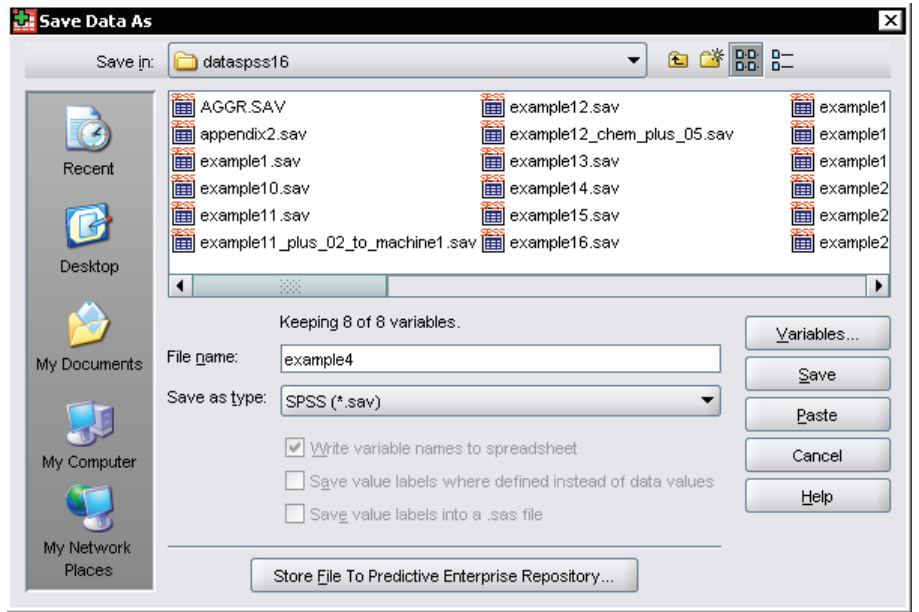 Save Data As
Save in:
dataspss16
Recent
Desktop
My Documents
My Computer
My Network
Places
AGGR.SAV
appendix2.sav
example1.sav
example10.sav
example11.sav
example11_plus_02_to_machine1.sav
example12.sav
example12_chem_plus_05.sav
example13.sav
example14.sav
example15.sav
example16.sav
example1
example1
example1
example2
example2
example2
Keeping 8 of 8 variables.
File name:
example4
Save as type:
SPSS (*.sav)
Write variable names to spreadsheet
Save value labels where defined instead of data values
Save value labels into a .sas file
Variables...
Save
Paste
Cancel
Help
Store File To Predictive Enterprise Repository...